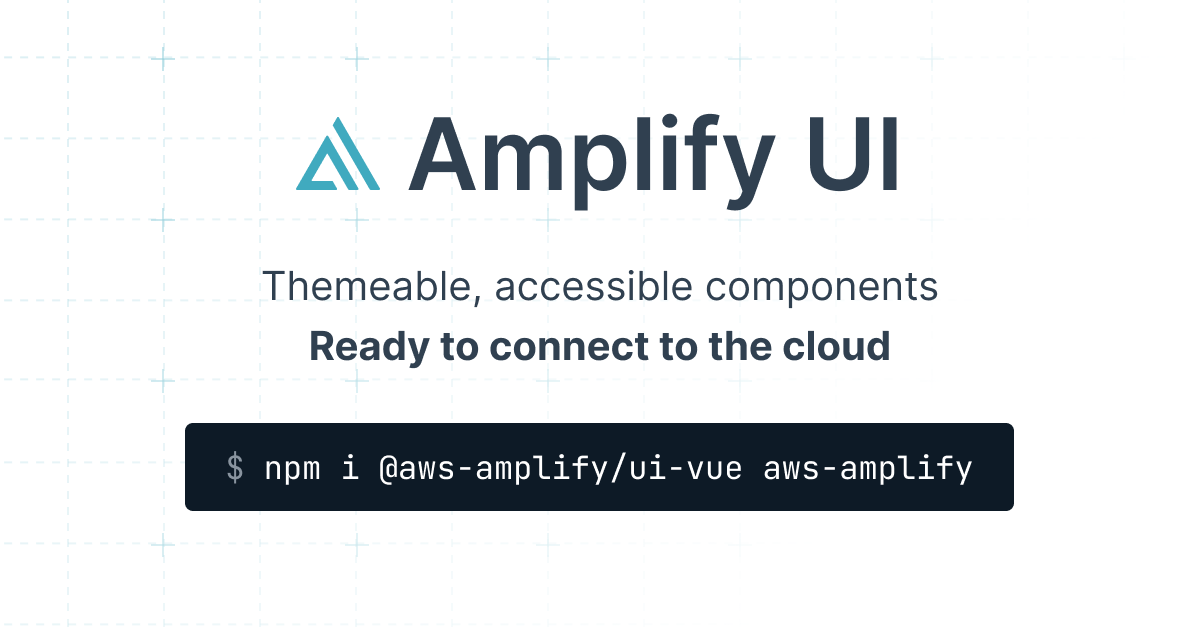 Amplify UI
Themeable, accessible components
Ready to connect to the cloud
$ npm i @aws-amplify/ui-vue aws-amplify